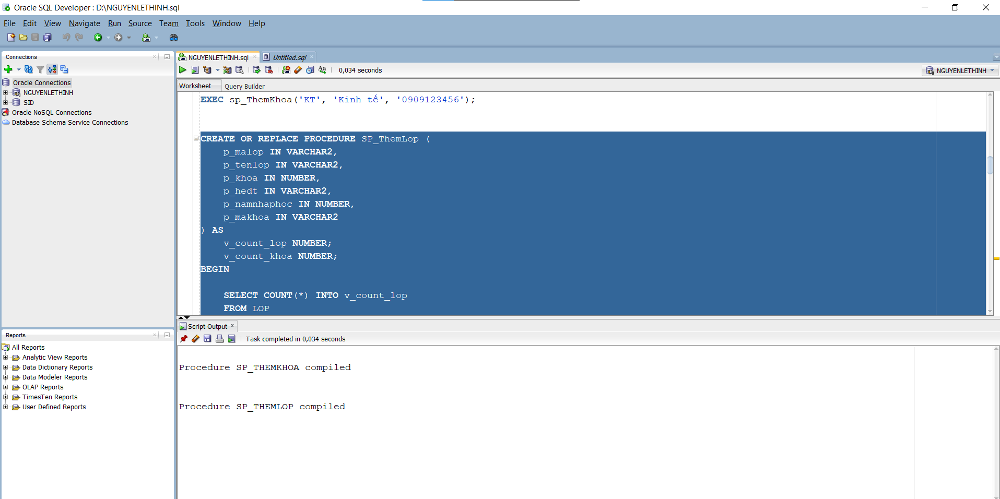 Oracle SQL Developer : D:\NGUYENLETHINH.sql
File Edit View Navigate Run Source Team Tools Window Help
Connections
Oracle Connections
NGUYENLETHINH
SID
Oracle NoSQL Connections
Database Schema Service Connections
Reports
All Reports
Analytic View Reports
Data Dictionary Reports
Data Modeler Reports
OLAP Reports
TimesTen Reports
User Defined Reports
NGUYENLETHINH.sql
Untitled.sql
0,034 seconds
NGUYENLETHINH
Worksheet Query Builder
EXEC sp_ThemKhoa('KT', 'Kinh tế', '0909123456');
CREATE OR REPLACE PROCEDURE SP_ThemLop (
p_malop IN VARCHAR2,
p_tenlop IN VARCHAR2,
p_khoa IN NUMBER,
p_hedt IN VARCHAR2,
p_namnhaphoc IN NUMBER,
p_makhoa IN VARCHAR2
) AS
v_count_lop NUMBER;
v_count_khoa NUMBER;
BEGIN
SELECT COUNT(*) INTO v_count_lop
FROM LOP
Script Output
Task completed in 0,034 seconds
Procedure SP_THEMKHOA compiled
Procedure SP_THEMLOP compiled